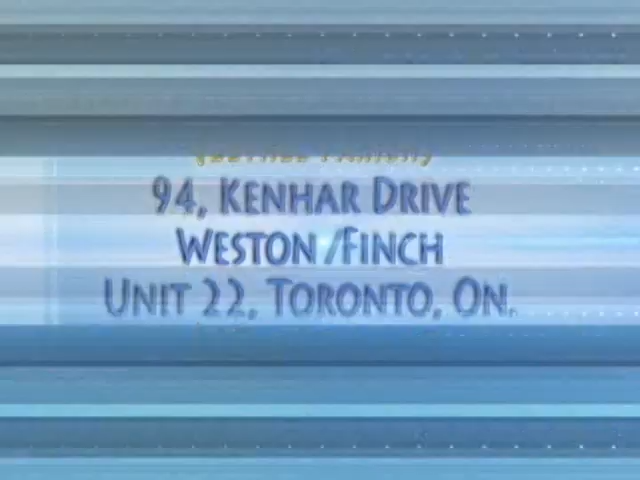 94, KENHAR DRIVE
WESTON /FINCH
UNIT 22, TORONTO, ON.